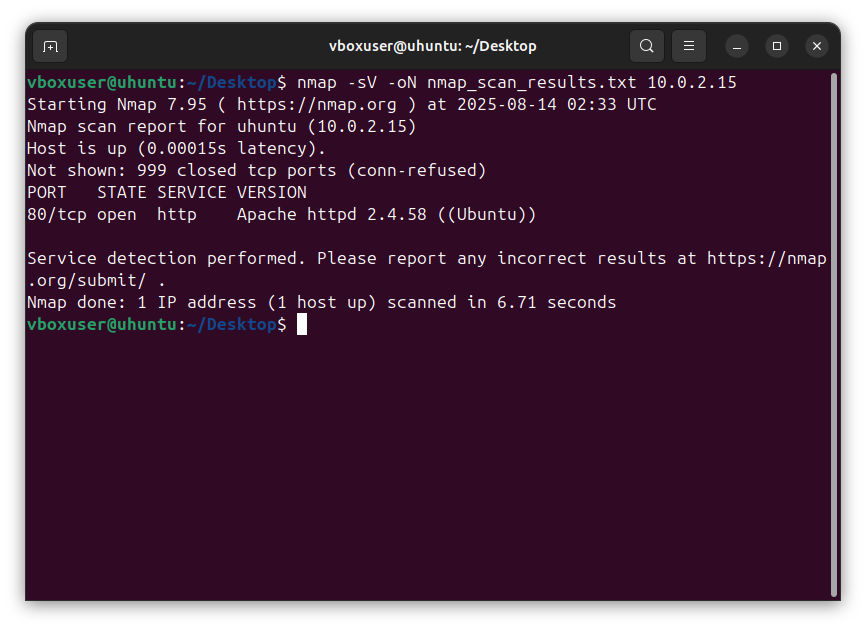 vboxuser@uhuntu: ~/Desktop
vboxuser@uhuntu:~/Desktop$ nmap -sV -oN nmap_scan_results.txt 10.0.2.15
Starting Nmap 7.95 ( https://nmap.org ) at 2025-08-14 02:33 UTC
Nmap scan report for uhuntu (10.0.2.15)
Host is up (0.00015s latency).
Not shown: 999 closed tcp ports (conn-refused)
PORT   STATE SERVICE VERSION
80/tcp open  http    Apache httpd 2.4.58 ((Ubuntu))
Service detection performed. Please report any incorrect results at https://nmap
.org/submit/ .
Nmap done: 1 IP address (1 host up) scanned in 6.71 seconds
vboxuser@uhuntu:~/Desktop$